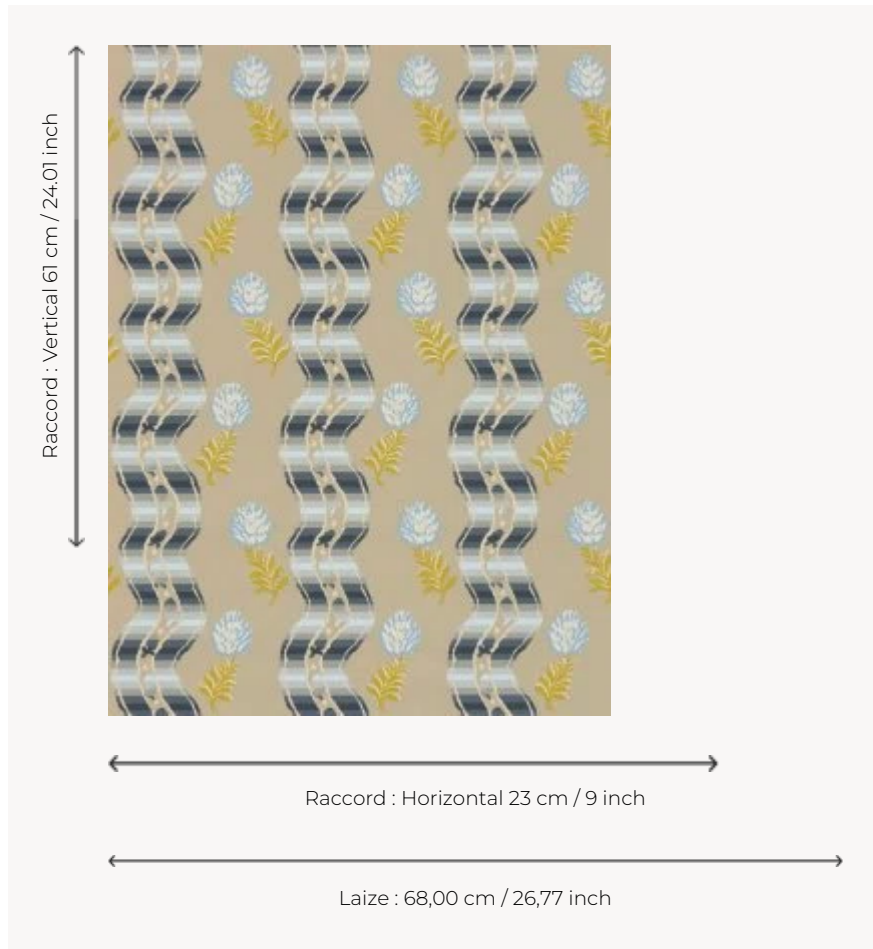 Raccord : Vertical 61 cm / 24.01 inch
Raccord : Horizontal 23 cm / 9 inch
Laize : 68,00 cm / 26,77 inch